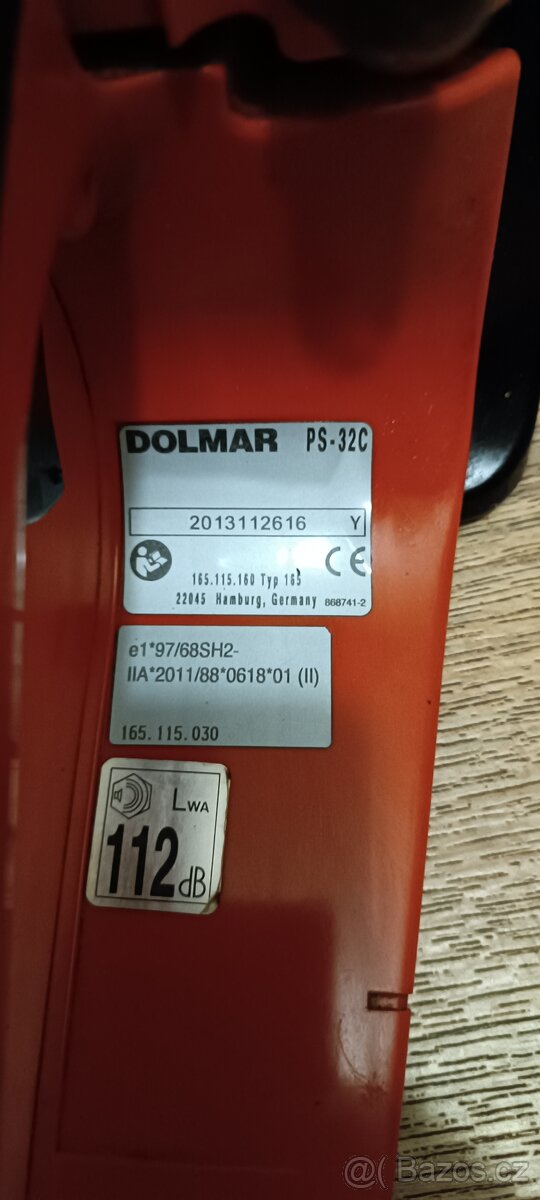 DOLMAR PS-32C
2013112616 Y
CE
165.115.160 Typ 165
22045 Hamburg, Germany 868741-2
e1*97/68SH2-
IIA*2011/88*0618*01 (II)
165.115.030
LWA
112dB
Bazos.cz